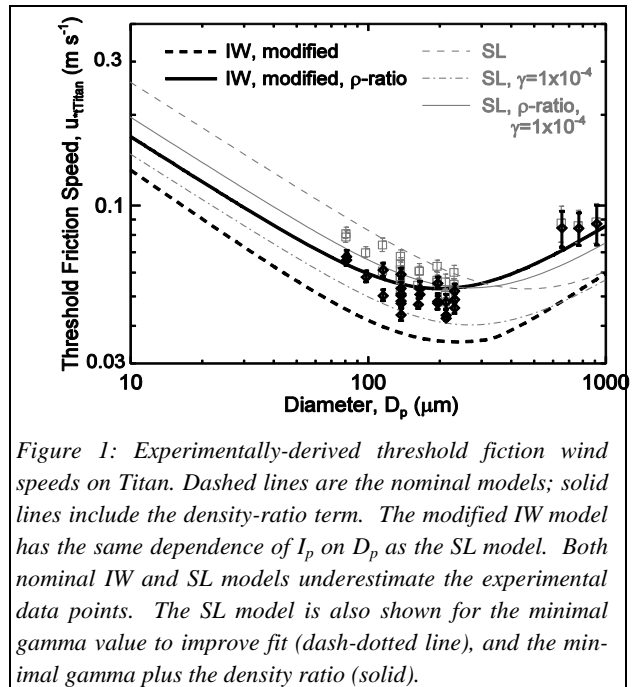 0.3
0.1
0.03
Threshold Friction Speed, u*tTitan (m s-1)
IW, modified
IW, modified, ρ-ratio
SL
SL, γ=1x10-4
SL, ρ-ratio,
γ=1x10-4
10
100
1000
Diameter, Dp (μm)
Figure 1: Experimentally-derived threshold fiction wind
speeds on Titan. Dashed lines are the nominal models; solid
lines include the density-ratio term. The modified IW model
has the same dependence of Ip on Dp as the SL model. Both
nominal IW and SL models underestimate the experimental
data points. The SL model is also shown for the minimal
gamma value to improve fit (dash-dotted line), and the min-
imal gamma plus the density ratio (solid).